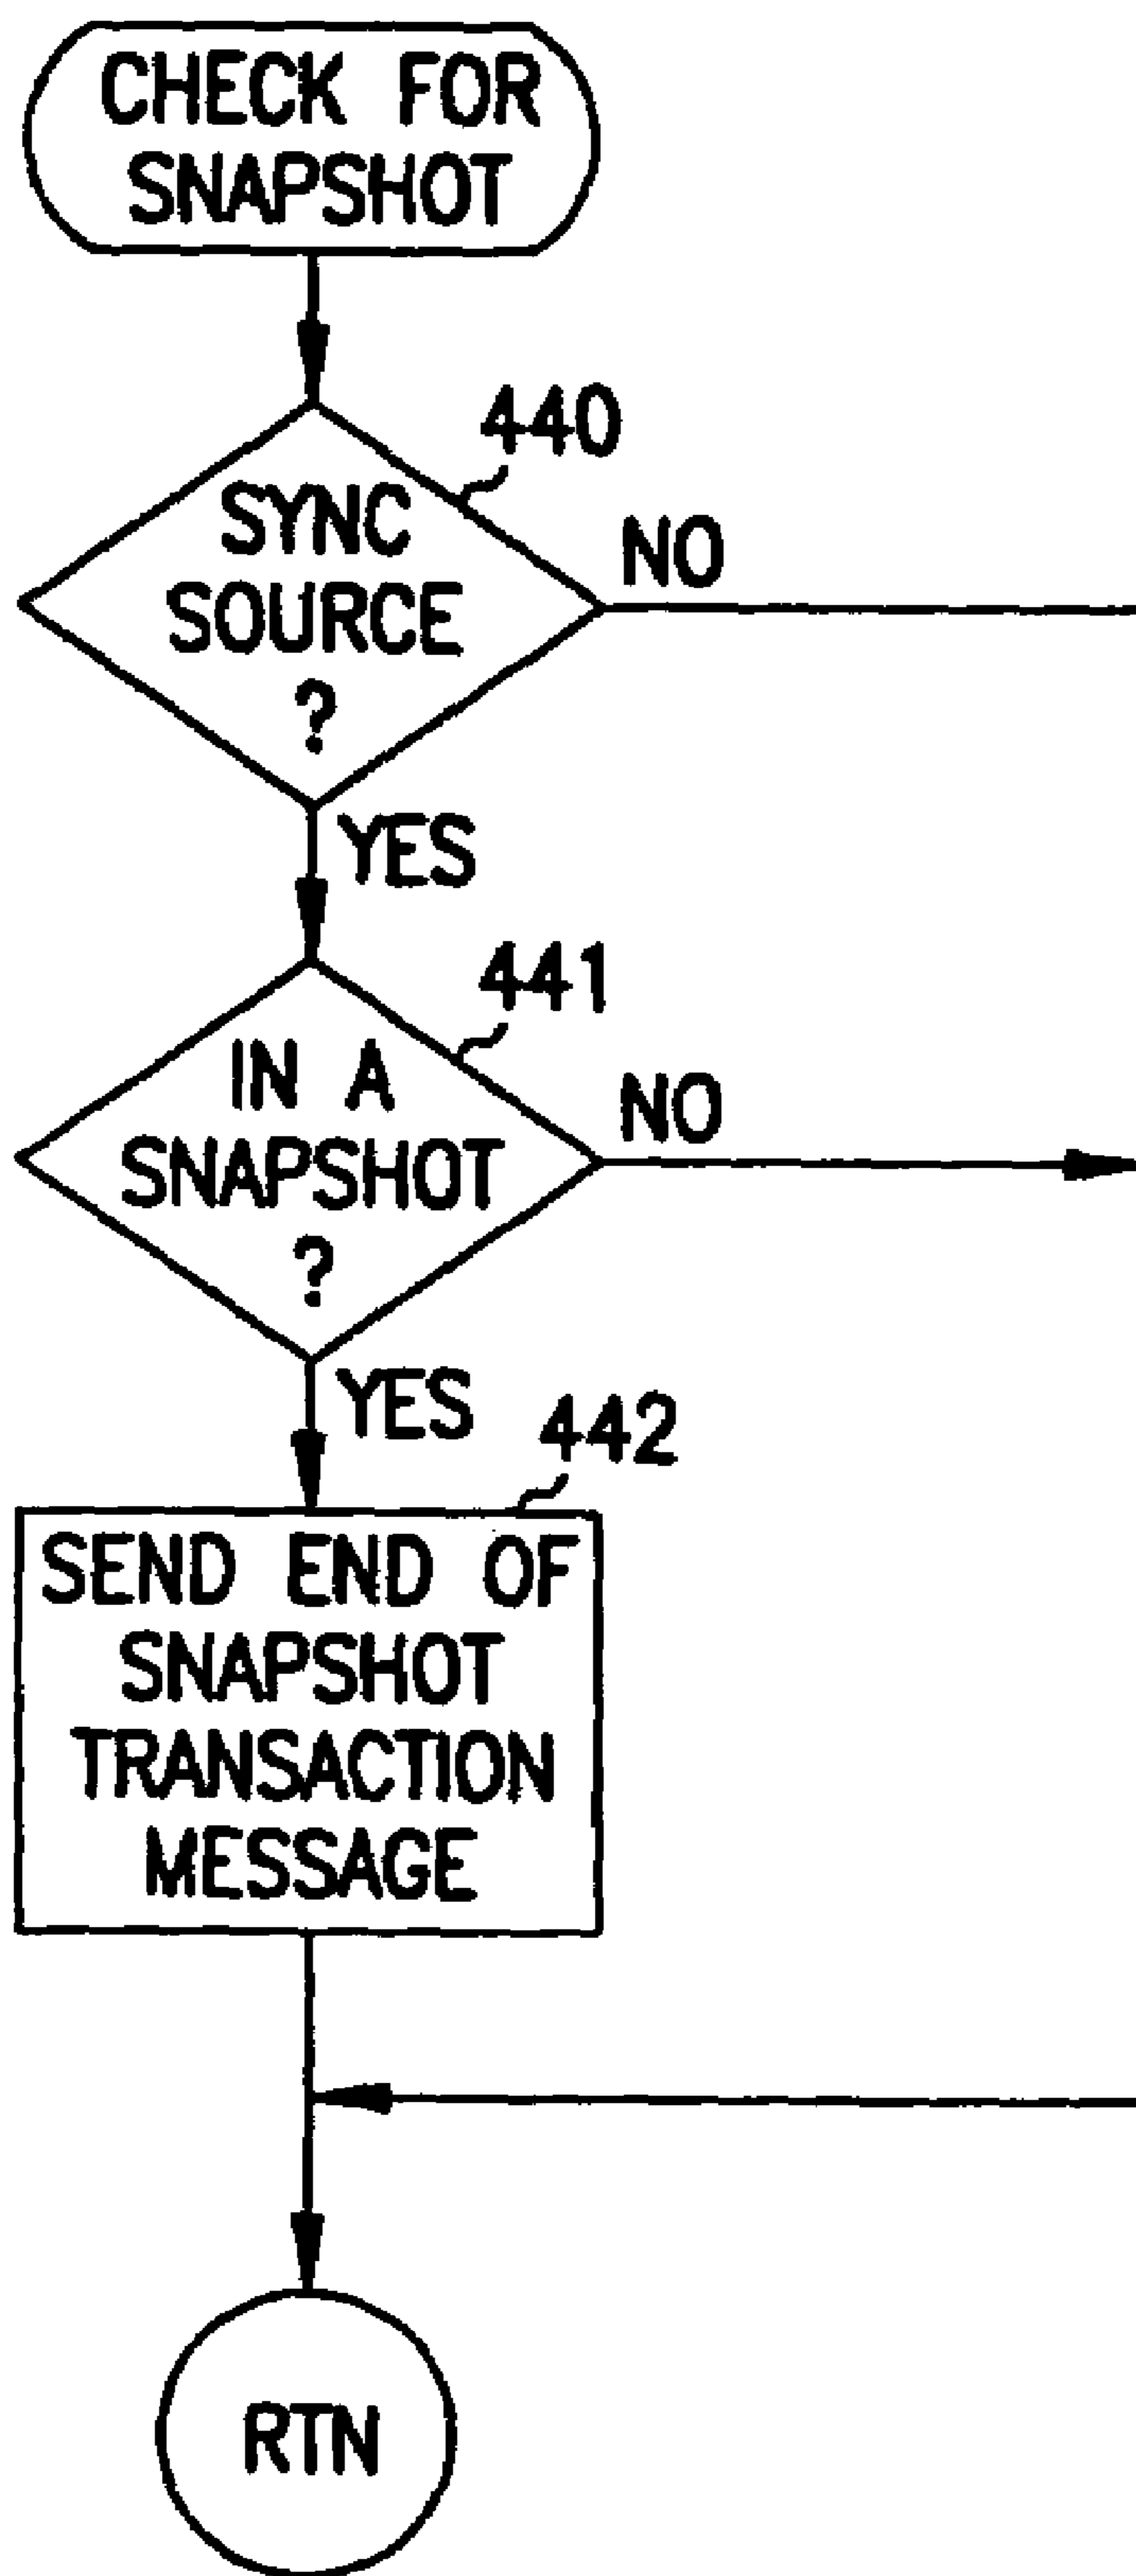 CHECK FOR
SNAPSHOT
440
SYNC
SOURCE
?
NO
YES
441
IN A
SNAPSHOT
?
NO
YES
442
SEND END OF
SNAPSHOT
TRANSACTION
MESSAGE
RTN